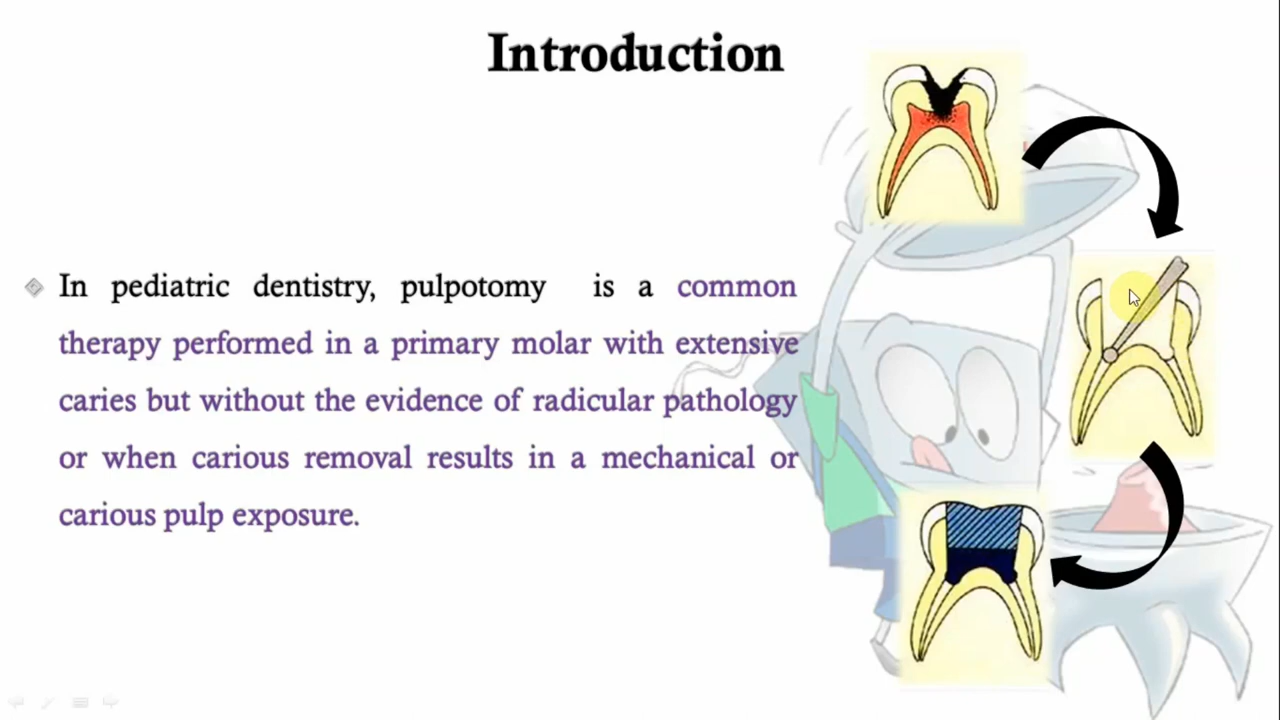 Introduction
In pediatric dentistry, pulpotomy is a common
therapy performed in a primary molar with extensive
caries but without the evidence of radicular pathology
or when carious removal results in a mechanical or
carious pulp exposure.